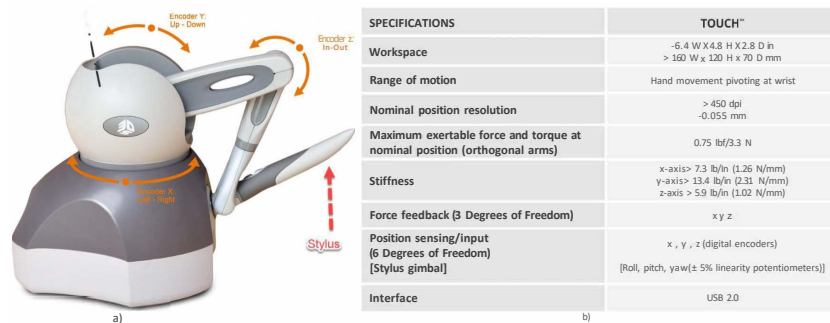 Encoder Y:
Up - Down
Encoder z:
In-Out
Encoder X:
Left - Right
Stylus
a)
SPECIFICATIONS TOUCH™
Workspace
-6.4 W X4.8 H X2.8 D in
> 160 W x 120 H x 70 D mm
Range of motion Hand movement pivoting at wrist
Nominal position resolution
> 450 dpi
-0.055 mm
Maximum exertable force and torque at
nominal position (orthogonal arms)
0.75 lbf/3.3 N
Stiffness
x-axis> 7.3 lb/In (1.26 N/mm)
y-axis> 13.4 lb/in (2.31 N/mm)
z-axis > 5.9 lb/in (1.02 N/mm)
Force feedback (3 Degrees of Freedom) x y z
Position sensing/input
(6 Degrees of Freedom)
[Stylus gimbal]
x , y , z (digital encoders)
[Roll, pitch, yaw(± 5% linearity potentiometers)]
Interface USB 2.0
b)